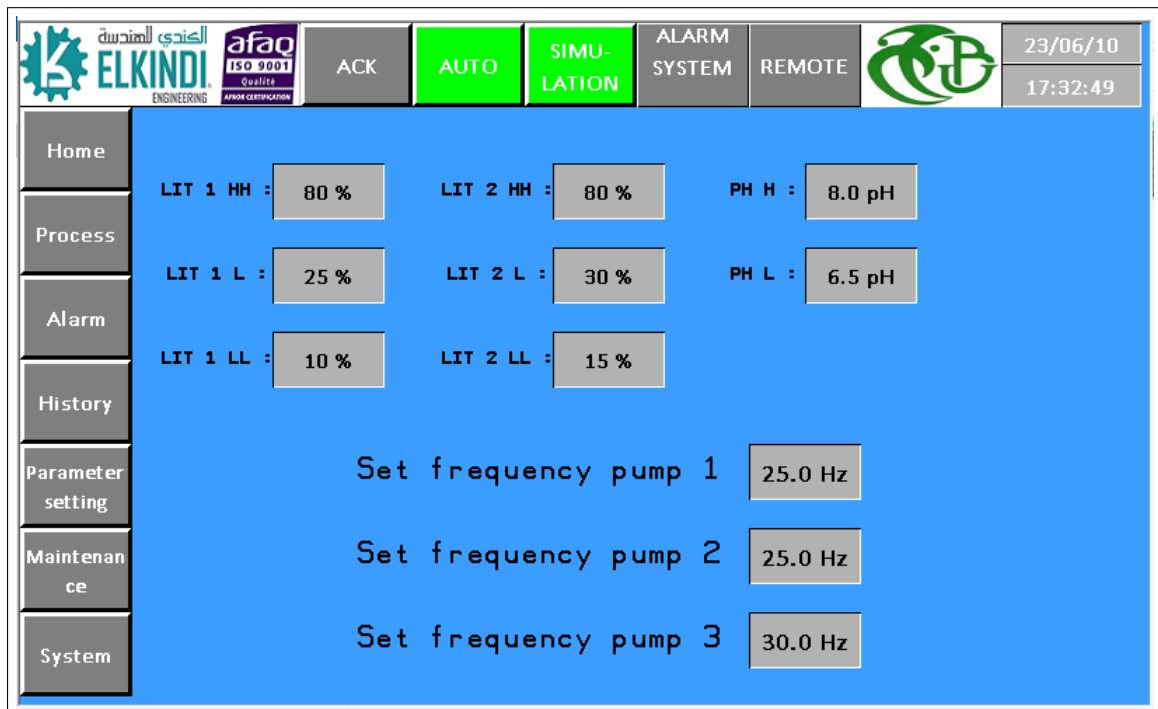 الكندي للهندسة
ELKINDI.
ENGINEERING
afaq
ISO 9001
Qualité
AFNOR CERTIFICATION
ACK
AUTO
SIMU-
LATION
ALARM
SYSTEM
REMOTE
23/06/10
17:32:49
Home
Process
Alarm
History
Parameter
setting
Maintenan
ce
System
LIT 1 HH : 80 % LIT 2 HH : 80 % PH H : 8.0 pH
LIT 1 L : 25 % LIT 2 L : 30 % PH L : 6.5 pH
LIT 1 LL : 10 % LIT 2 LL : 15 %
Set frequency pump 1 25.0 Hz
Set frequency pump 2 25.0 Hz
Set frequency pump 3 30.0 Hz